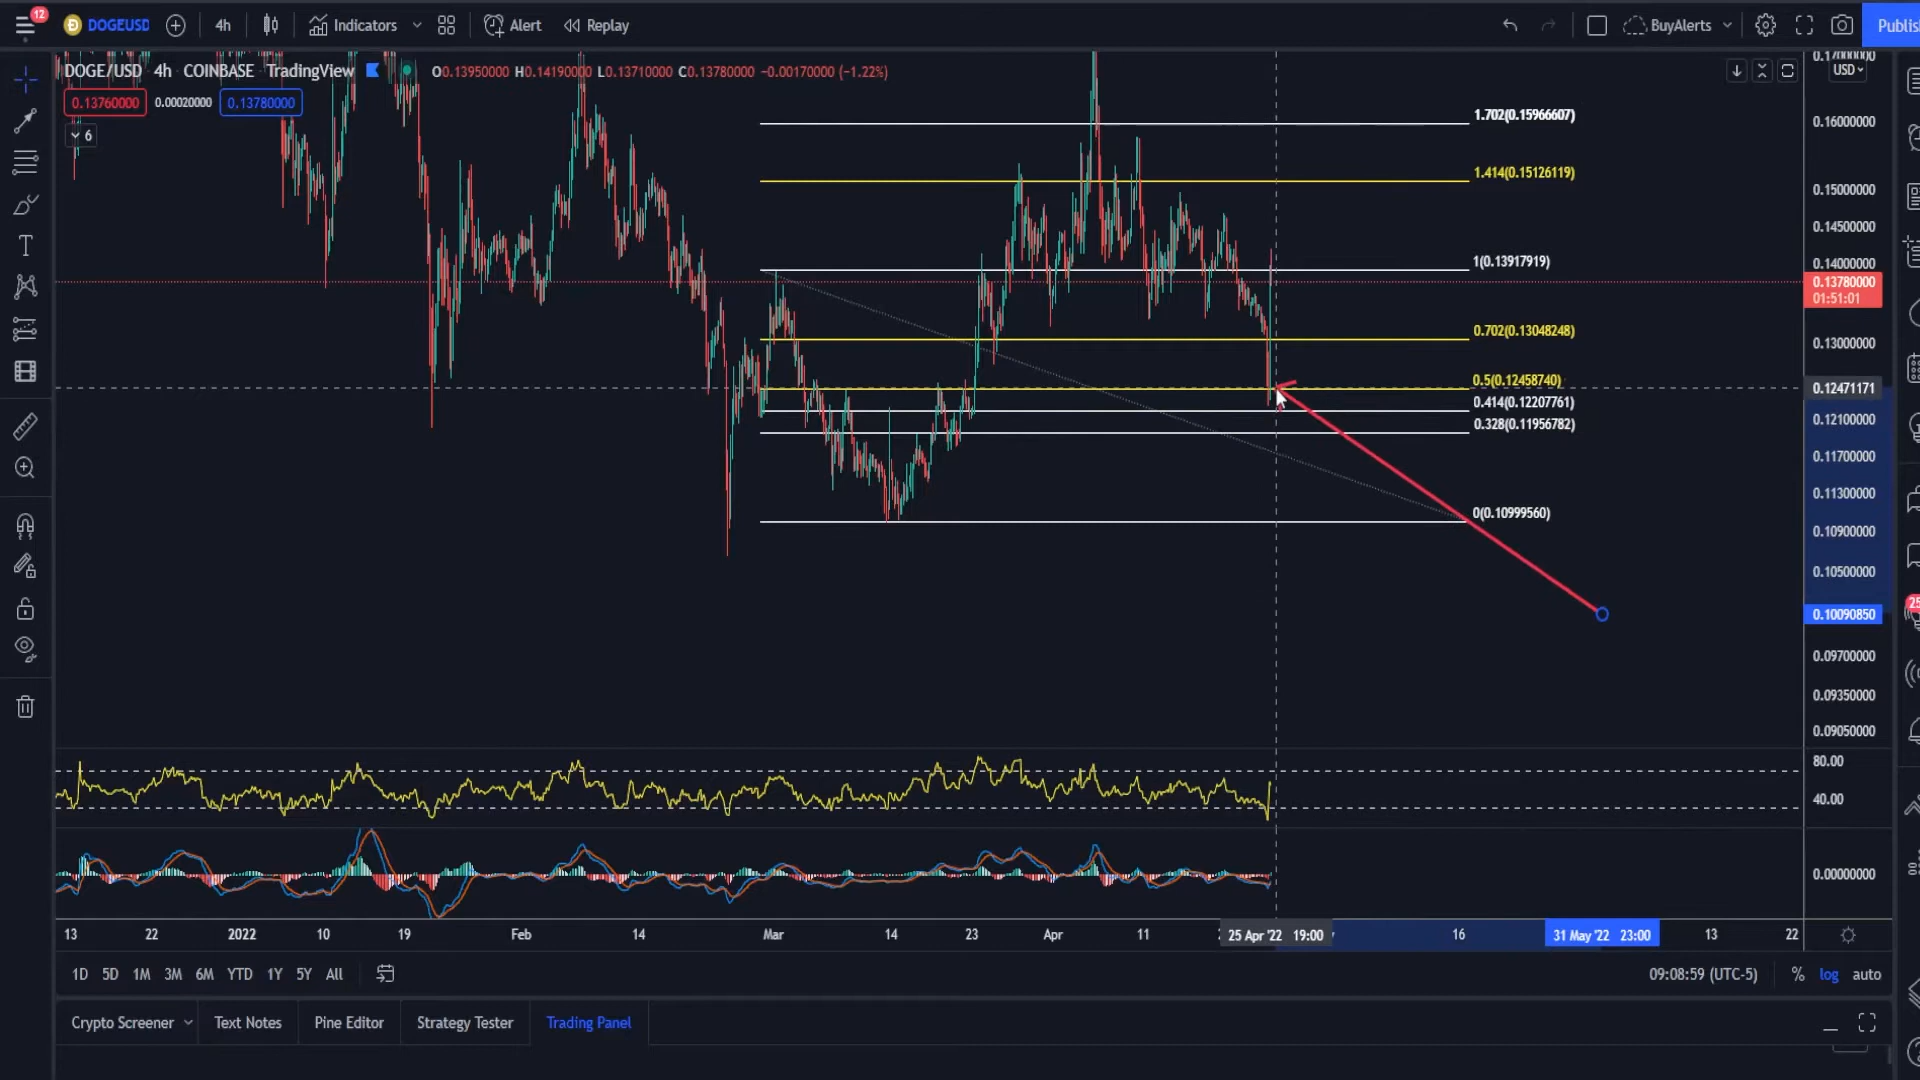 12
DOGEUSD
4h
Indicators
Alert
Replay
BuyAlerts
Publis
DOGE/USD 4h COINBASE TradingView
O0.13950000 H0.14190000 L0.13710000 C0.13780000 −0.00170000 (−1.22%)
0.13760000
0.00020000
0.13780000
6
USD
0.16000000
0.15000000
0.14500000
0.14000000
0.13780000
01:51:01
0.13000000
0.12471171
0.12100000
0.11700000
0.11300000
0.10900000
0.10500000
0.10090850
0.09700000
0.09350000
0.09050000
1.702(0.15966607)
1.414(0.15126119)
1(0.13917919)
0.702(0.13048248)
0.5(0.12458740)
0.414(0.12207761)
0.328(0.11956782)
0(0.10999560)
80.00
40.00
0.00000000
25
13
22
2022
10
19
Feb
14
Mar
14
23
Apr
11
25 Apr '22 19:00
16
31 May '22 23:00
13
22
1D 5D 1M 3M 6M YTD 1Y 5Y All
09:08:59 (UTC-5)
% log auto
Crypto Screener
Text Notes
Pine Editor
Strategy Tester
Trading Panel